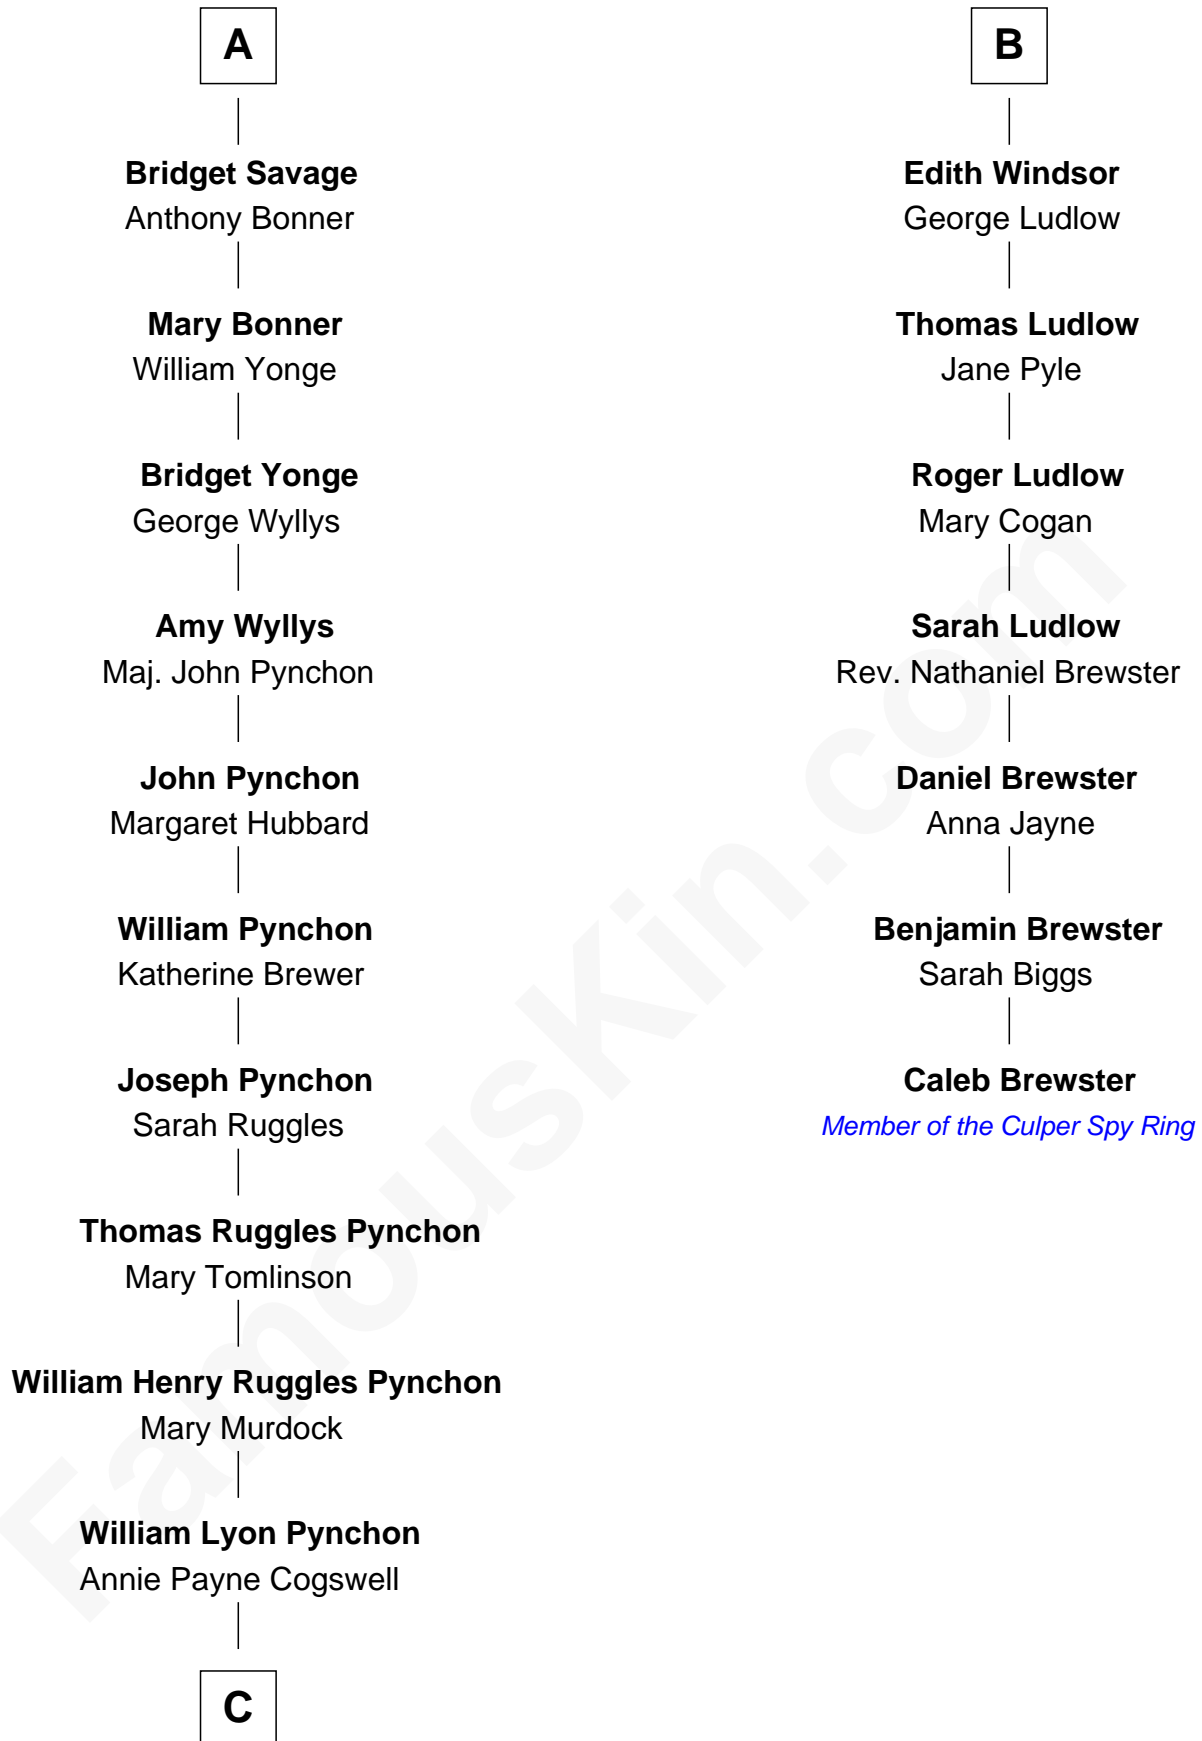 A
Bridget Savage
Anthony Bonner
Mary Bonner
William Yonge
Bridget Yonge
George Wyllys
Amy Wyllys
Maj. John Pynchon
John Pynchon
Margaret Hubbard
William Pynchon
Katherine Brewer
Joseph Pynchon
Sarah Ruggles
Thomas Ruggles Pynchon
Mary Tomlinson
William Henry Ruggles Pynchon
Mary Murdock
William Lyon Pynchon
Annie Payne Cogswell
C
B
Edith Windsor
George Ludlow
Thomas Ludlow
Jane Pyle
Roger Ludlow
Mary Cogan
Sarah Ludlow
Rev. Nathaniel Brewster
Daniel Brewster
Anna Jayne
Benjamin Brewster
Sarah Biggs
Caleb Brewster
Member of the Culper Spy Ring
FamousKin.com